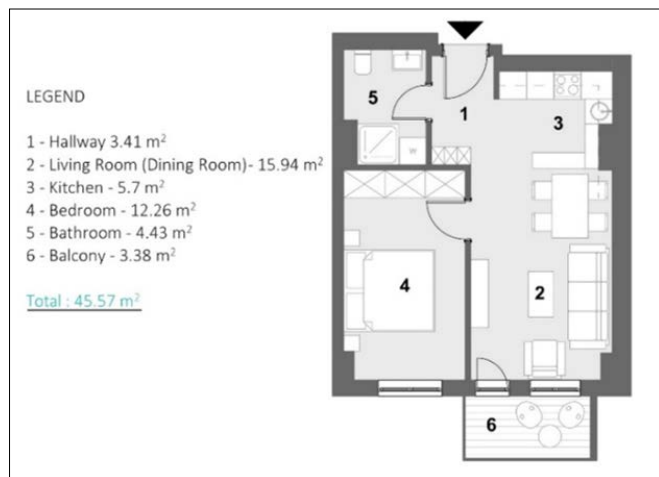 LEGEND
1 - Hallway 3.41 m²
2 - Living Room (Dining Room)- 15.94 m²
3 - Kitchen - 5.7 m²
4 - Bedroom - 12.26 m²
5 - Bathroom - 4.43 m²
6 - Balcony - 3.38 m²
Total : 45.57 m²
5
1
3
W
4
2
6